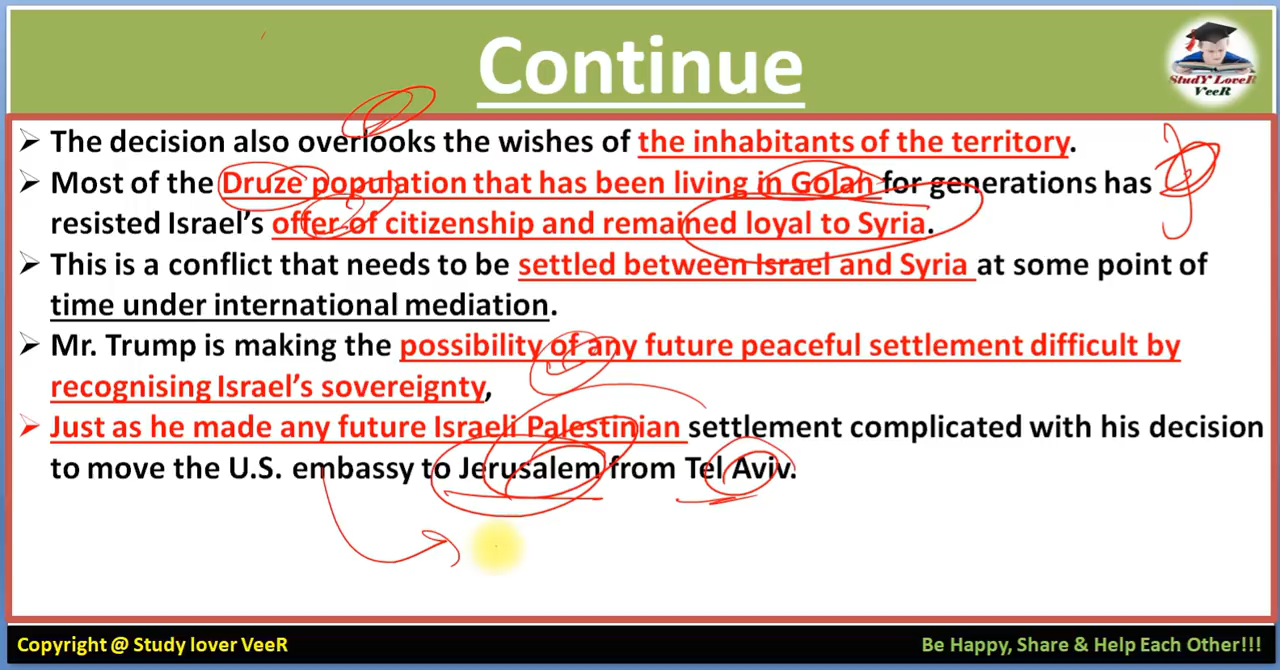 Continue
StudY LoveR
VeeR
➢ The decision also overlooks the wishes of the inhabitants of the territory.
➢ Most of the Druze population that has been living in Golan for generations has
resisted Israel's offer of citizenship and remained loyal to Syria.
➢ This is a conflict that needs to be settled between Israel and Syria at some point of
time under international mediation.
➢ Mr. Trump is making the possibility of any future peaceful settlement difficult by
recognising Israel's sovereignty,
➢ Just as he made any future Israeli Palestinian settlement complicated with his decision
to move the U.S. embassy to Jerusalem from Tel Aviv.
Copyright @ Study lover VeeR
Be Happy, Share & Help Each Other!!!